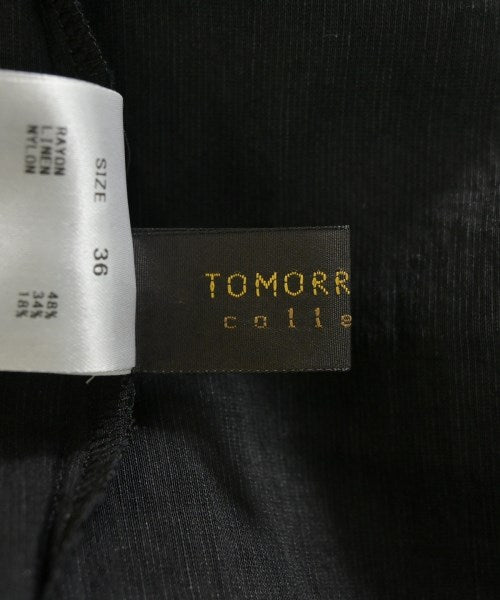 SIZE 36
RAYON 48%
LINEN 34%
NYLON 18%
TOMORR
colle